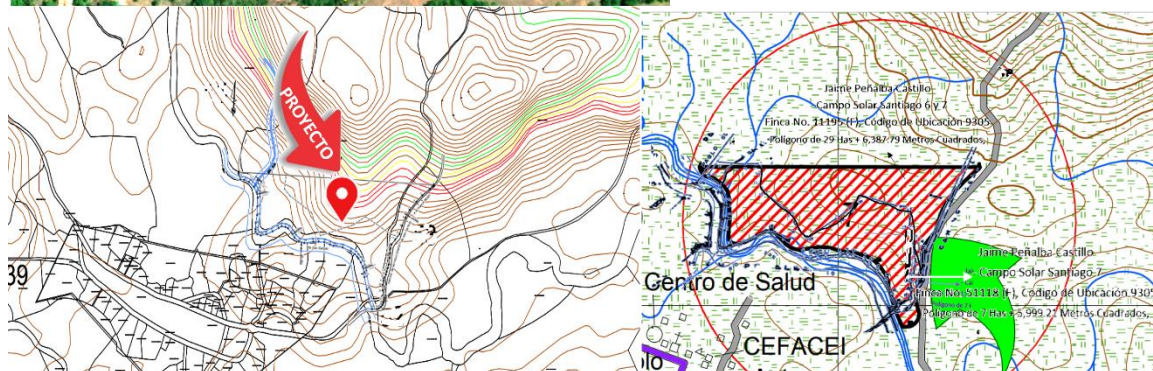 PROYECTO
39
Jaime Peñalba Castillo
Campo Solar Santiago 6 y 7
Finca No. 11195 (F), Código de Ubicación 9305
Polígono de 29 Has + 6,387.79 Metros Cuadrados,
Jaime Peñalba Castillo
Campo Solar Santiago 7
Finca No. 51118 (F), Código de Ubicación 9305
Polígono de 7 Has + 5,999.21 Metros Cuadrados,
Centro de Salud
CEFACEI